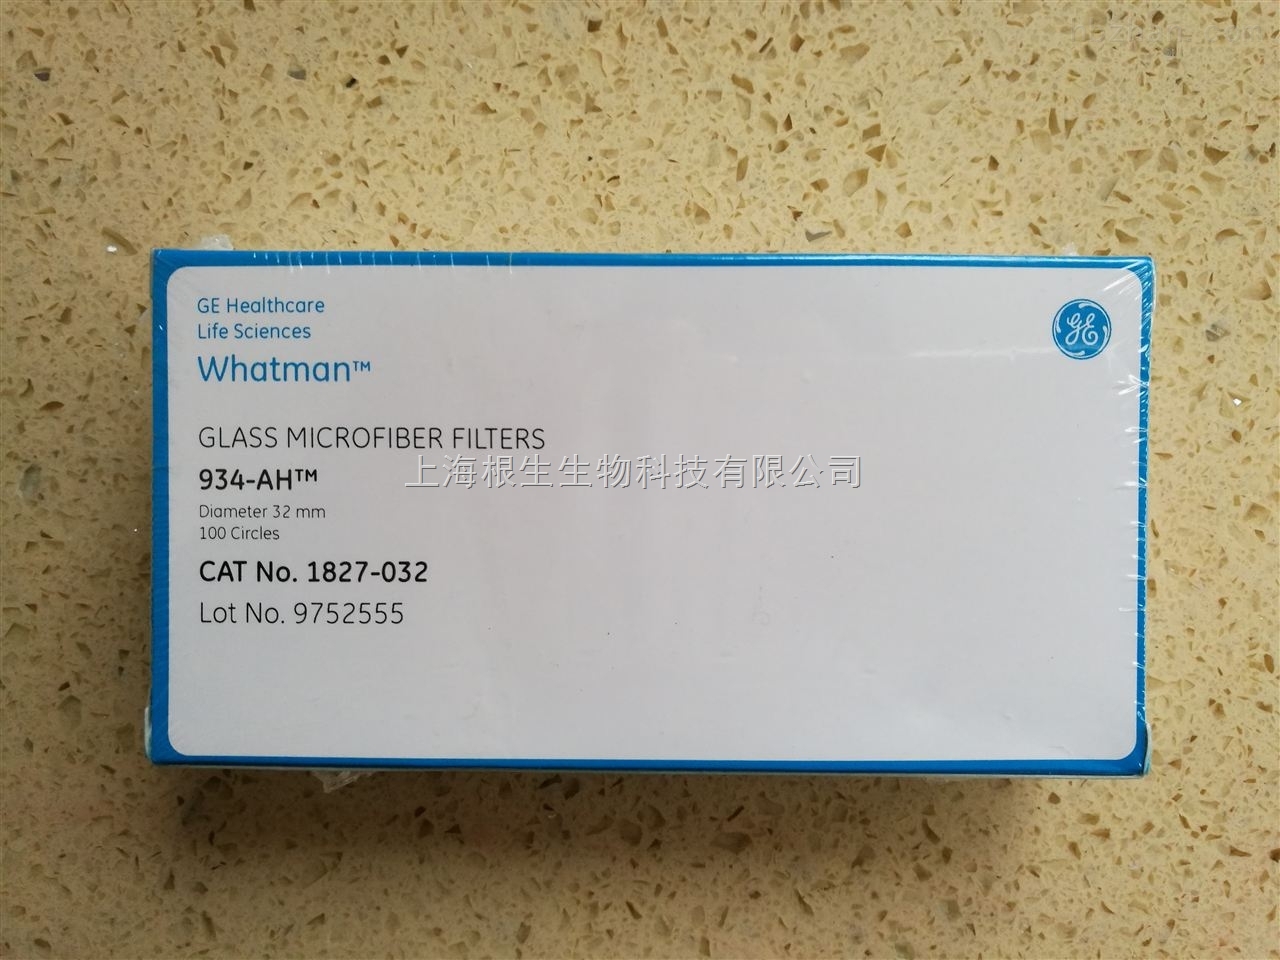 GE Healthcare
Life Sciences
Whatman™
GE
GLASS MICROFIBER FILTERS
934-AH™
上海根生生物科技有限公司
Diameter 32 mm
100 Circles
CAT No. 1827-032
Lot No. 9752555